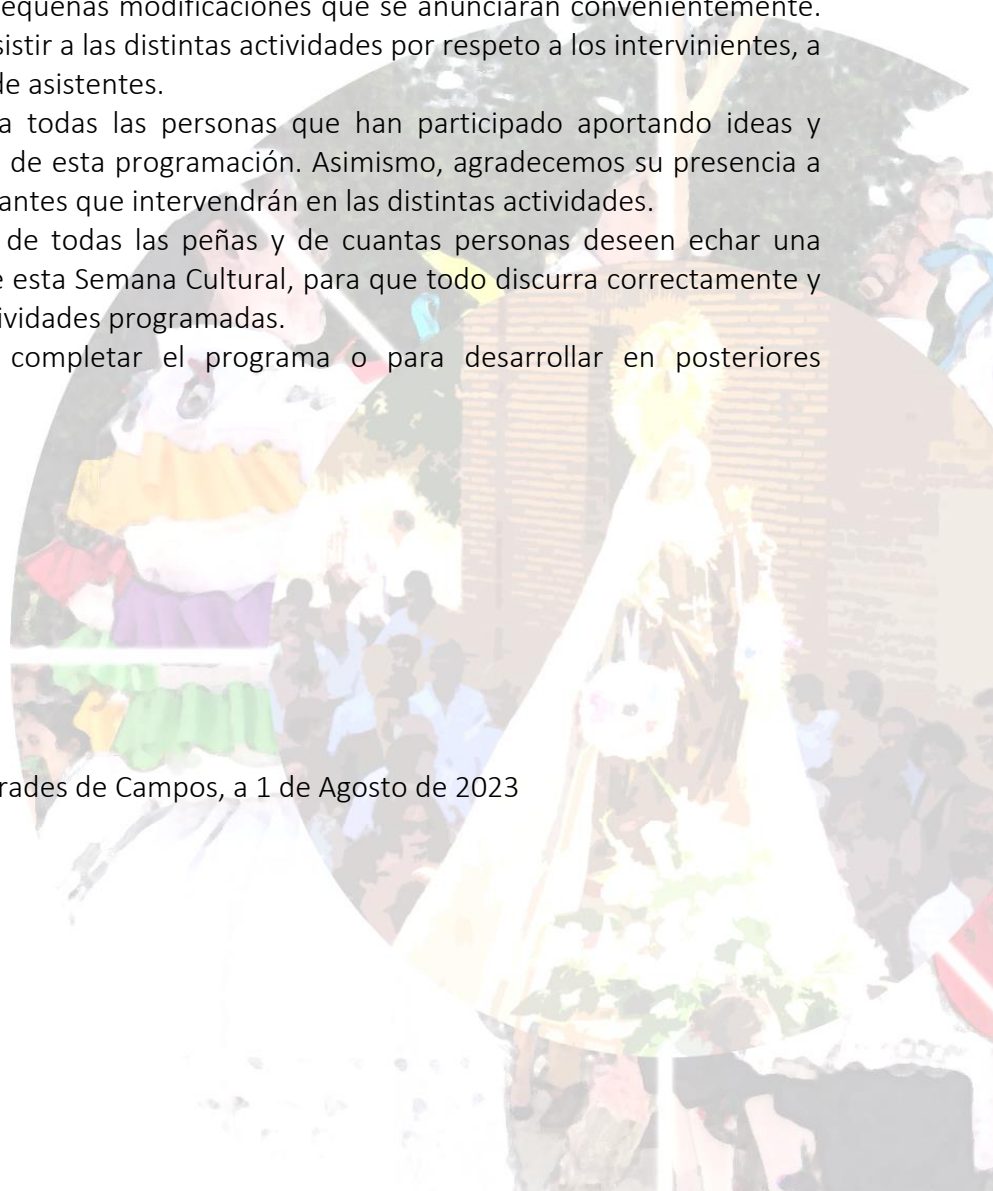 equeñas modificaciones que se anunciarán convenientemente.
sistir a las distintas actividades por respeto a los intervinientes, a
de asistentes.
a todas las personas que han participado aportando ideas y
de esta programación. Asimismo, agradecemos su presencia a
antes que intervendrán en las distintas actividades.
de todas las peñas y de cuantas personas deseen echar una
e esta Semana Cultural, para que todo discurra correctamente y
ividades programadas.
completar el programa o para desarrollar en posteriores
rades de Campos, a 1 de Agosto de 2023